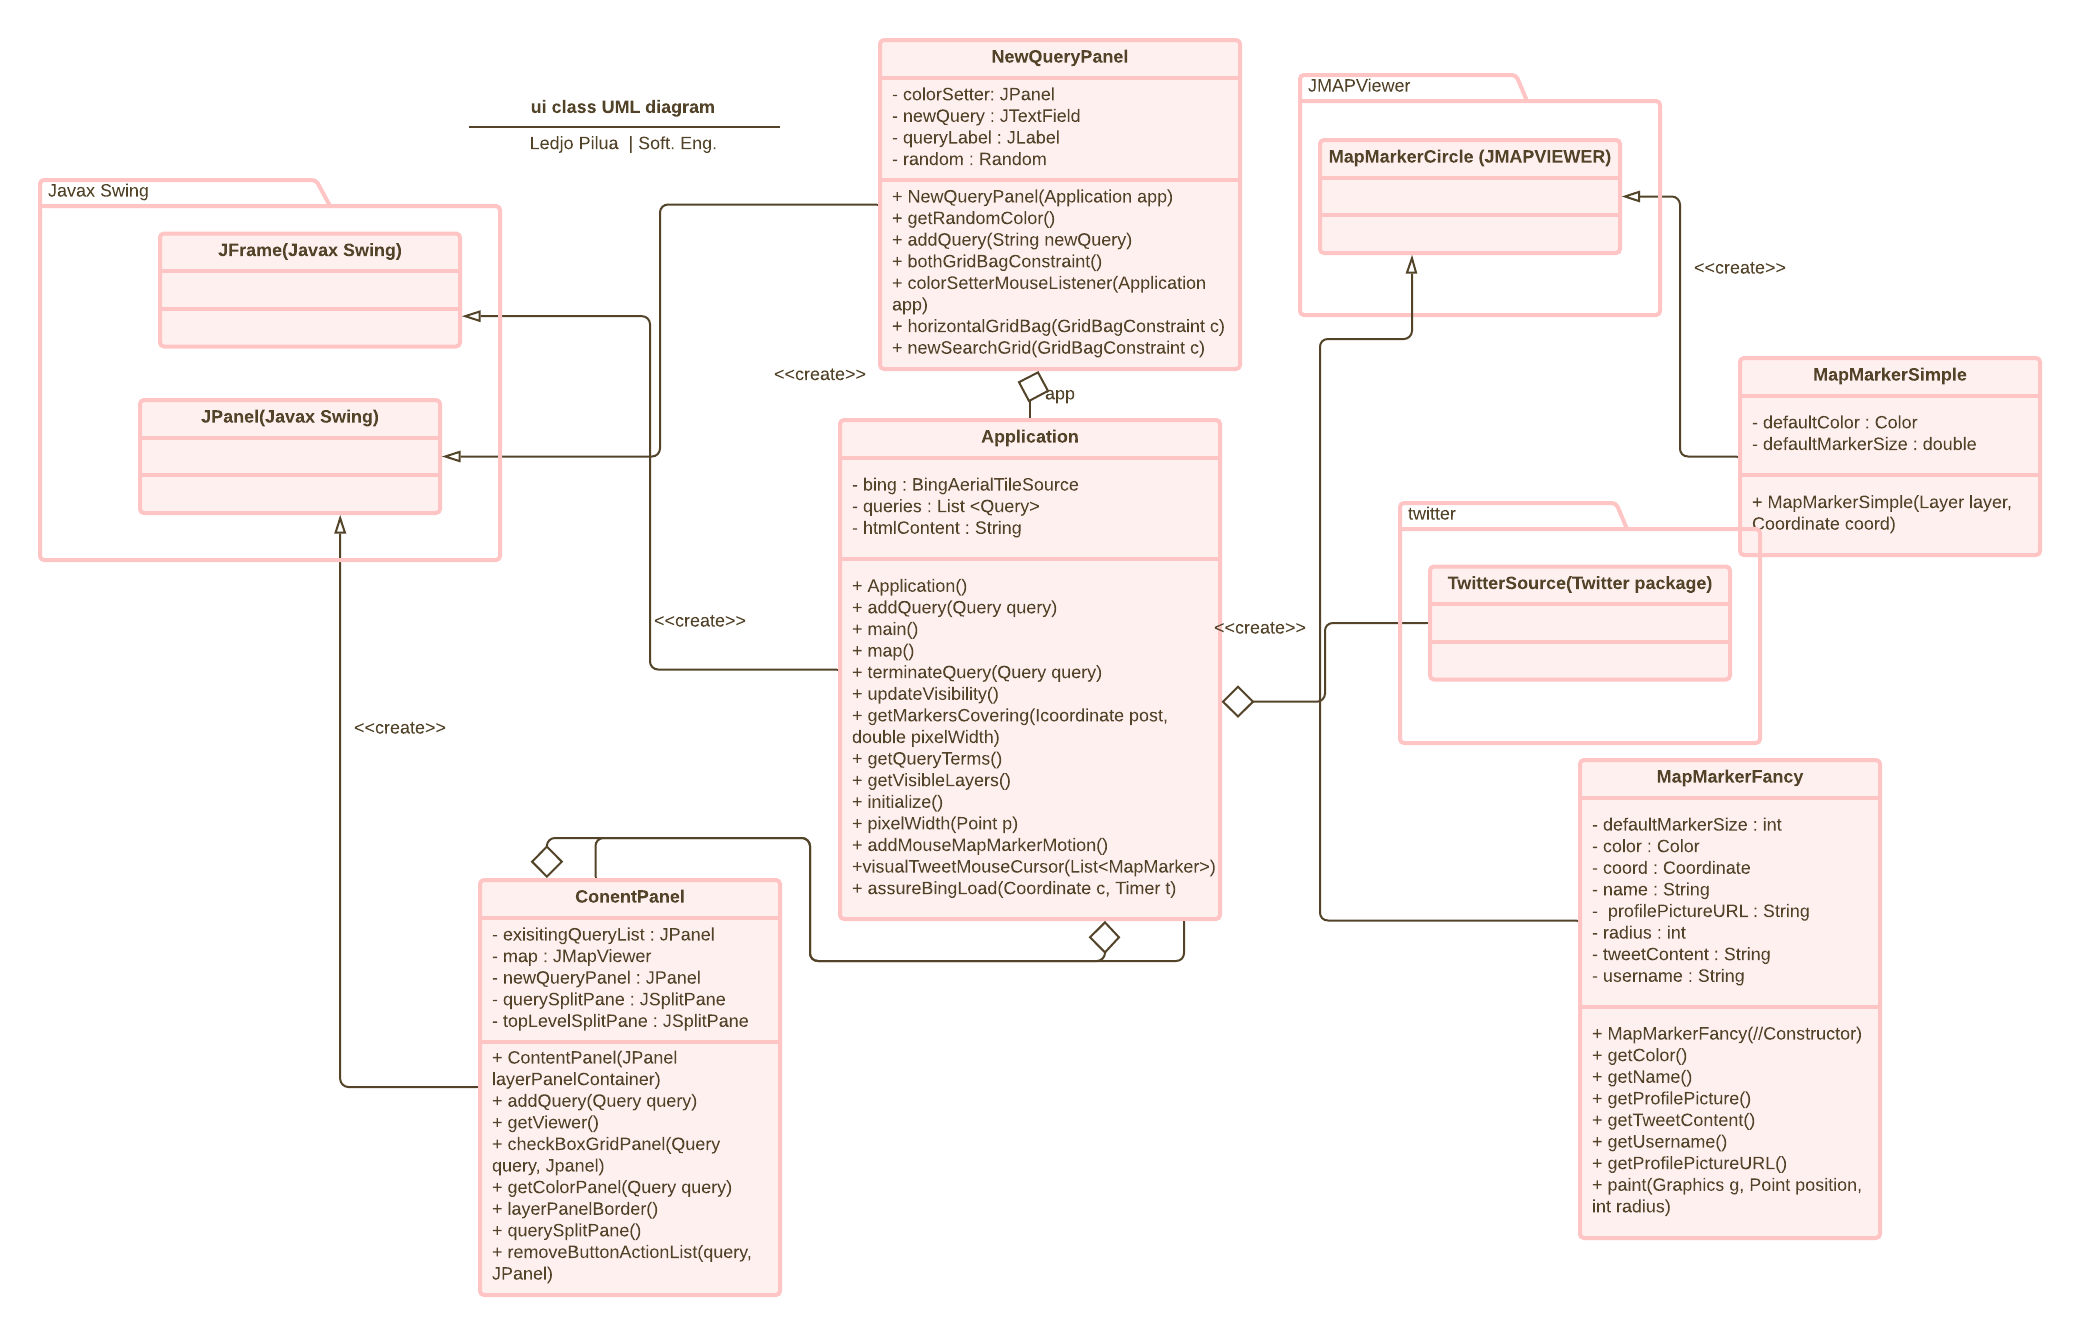 ui class UML diagram
Ledjo Pilua | Soft. Eng.
Javax Swing
JFrame(Javax Swing)
JPanel(Javax Swing)
<<create>>
<<create>>
<<create>>
NewQueryPanel
- colorSetter: JPanel
- newQuery : JTextField
- queryLabel : JLabel
- random : Random
+ NewQueryPanel(Application app)
+ getRandomColor()
+ addQuery(String newQuery)
+ bothGridBagConstraint()
+ colorSetterMouseListener(Application
app)
+ horizontalGridBag(GridBagConstraint c)
+ newSearchGrid(GridBagConstraint c)
app
Application
- bing : BingAerialTileSource
- queries : List <Query>
- htmlContent : String
+ Application()
+ addQuery(Query query)
+ main()
+ map()
+ terminateQuery(Query query)
+ updateVisibility()
+ getMarkersCovering(Icoordinate post,
double pixelWidth)
+ getQueryTerms()
+ getVisibleLayers()
+ initialize()
+ pixelWidth(Point p)
+ addMouseMapMarkerMotion()
+visualTweetMouseCursor(List<MapMarker>)
+ assureBingLoad(Coordinate c, Timer t)
ConentPanel
- exisitingQueryList : JPanel
- map : JMapViewer
- newQueryPanel : JPanel
- querySplitPane : JSplitPane
- topLevelSplitPane : JSplitPane
+ ContentPanel(JPanel
layerPanelContainer)
+ addQuery(Query query)
+ getViewer()
+ checkBoxGridPanel(Query
query, Jpanel)
+ getColorPanel(Query query)
+ layerPanelBorder()
+ querySplitPane()
+ removeButtonActionList(query,
JPanel)
JMAPViewer
MapMarkerCircle (JMAPVIEWER)
<<create>>
<<create>>
MapMarkerSimple
- defaultColor : Color
- defaultMarkerSize : double
+ MapMarkerSimple(Layer layer,
Coordinate coord)
twitter
TwitterSource(Twitter package)
MapMarkerFancy
- defaultMarkerSize : int
- color : Color
- coord : Coordinate
- name : String
- profilePictureURL : String
- radius : int
- tweetContent : String
- username : String
+ MapMarkerFancy(//Constructor)
+ getColor()
+ getName()
+ getProfilePicture()
+ getTweetContent()
+ getUsername()
+ getProfilePictureURL()
+ paint(Graphics g, Point position,
int radius)